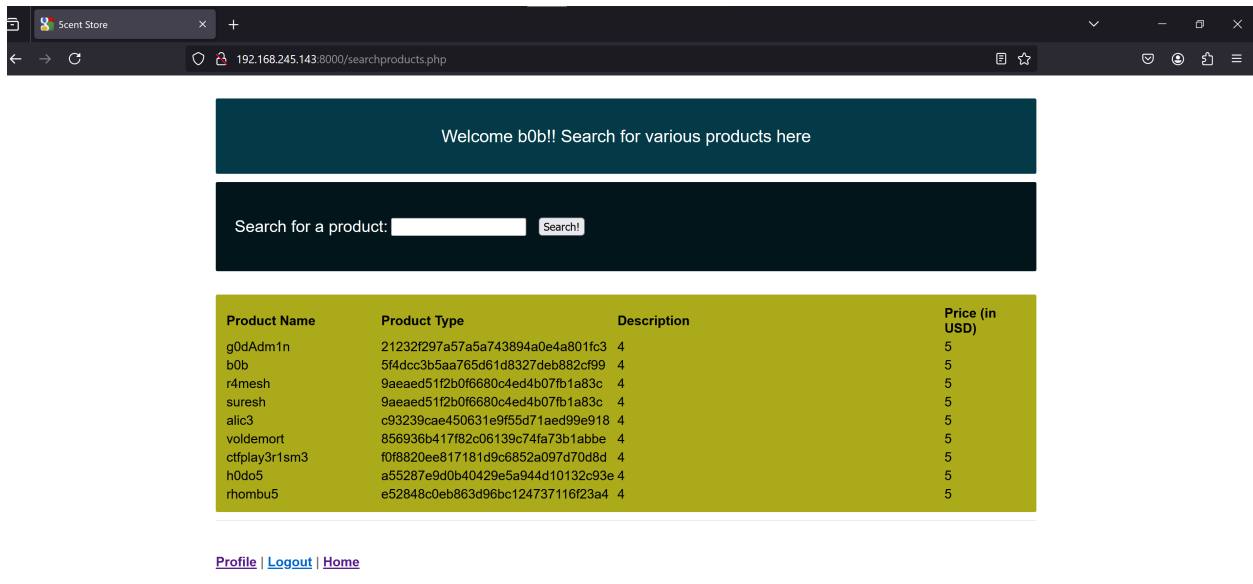 5cent Store
192.168.245.143:8000/searchproducts.php
Welcome b0b!! Search for various products here
Search for a product: Search!
Product Name Product Type Description Price (in USD)
g0dAdm1n 21232f297a57a5a743894a0e4a801fc3 4 5
b0b 5f4dcc3b5aa765d61d8327deb882cf99 4 5
r4mesh 9aeaed51f2b0f6680c4ed4b07fb1a83c 4 5
suresh 9aeaed51f2b0f6680c4ed4b07fb1a83c 4 5
alic3 c93239cae450631e9f55d71aed99e918 4 5
voldemort 856936b417f82c06139c74fa73b1abbe 4 5
ctfplay3r1sm3 f0f8820ee817181d9c6852a097d70d8d 4 5
h0do5 a55287e9d0b40429e5a944d10132c93e 4 5
rhombu5 e52848c0eb863d96bc124737116f23a4 4 5
Profile | Logout | Home